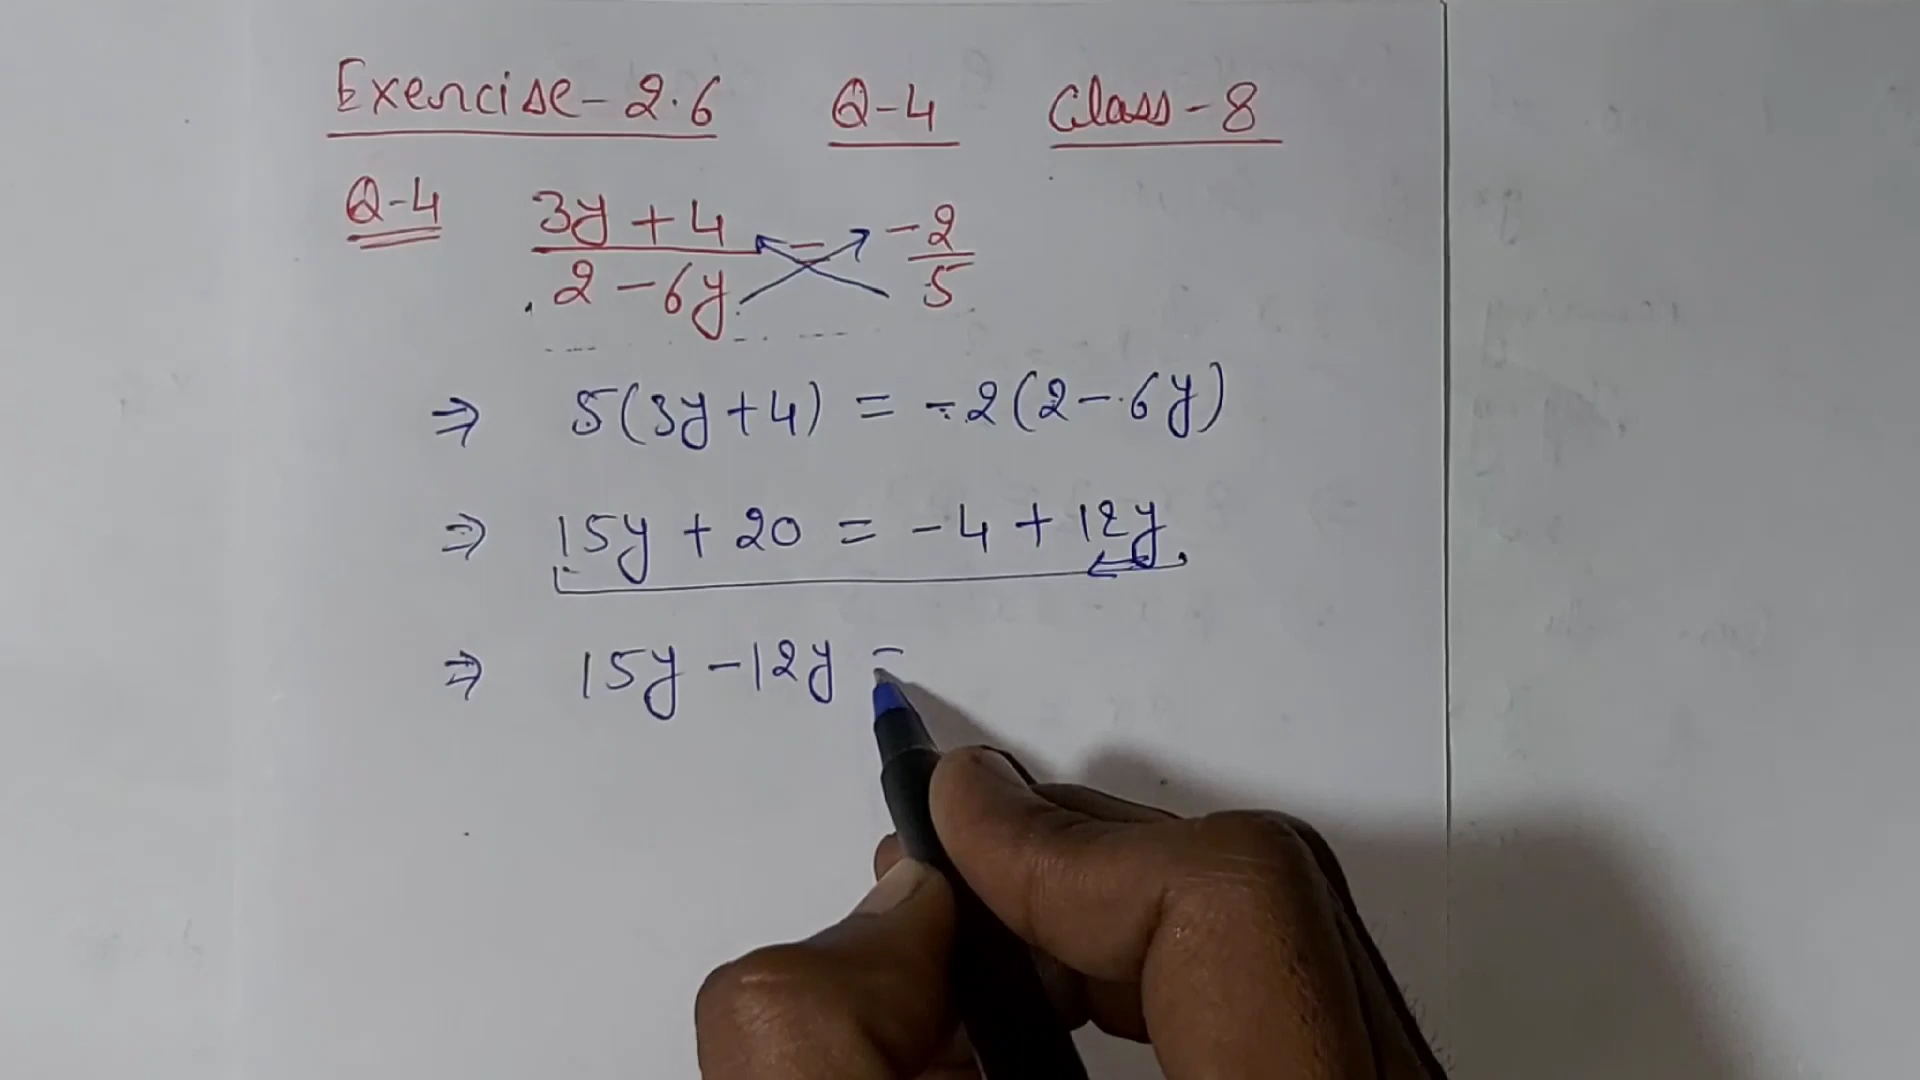 Exercise-2.6 Q-4 Class-8
Q-4 3y+4/2-6y = -2/5
⇒ 5(3y+4) = -2(2-6y)
⇒ 15y + 20 = -4 + 12y
⇒ 15y - 12y =